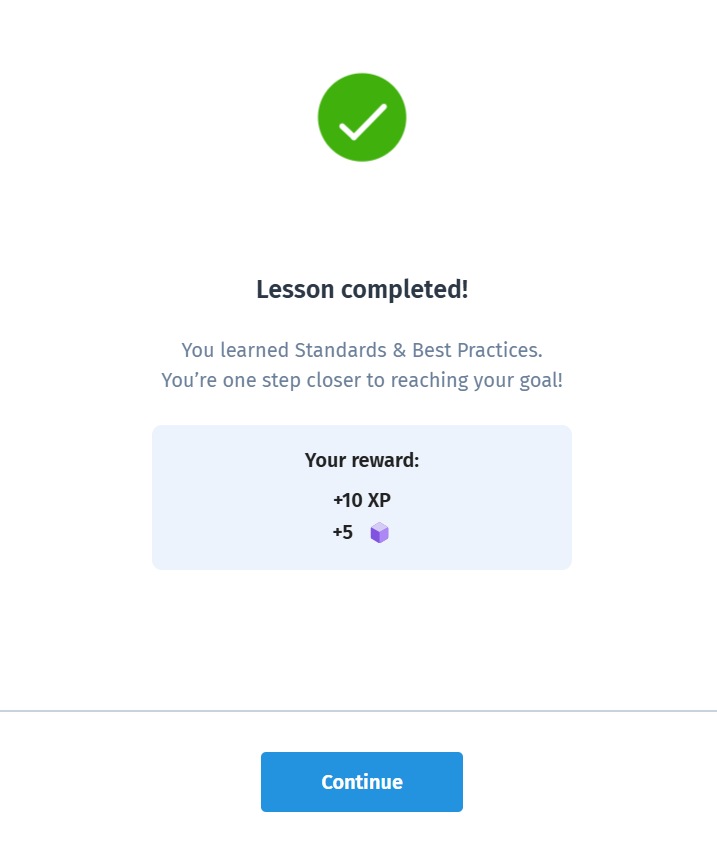 Lesson completed!
You learned Standards & Best Practices.
You’re one step closer to reaching your goal!
Your reward:
+10 XP
+5
Continue